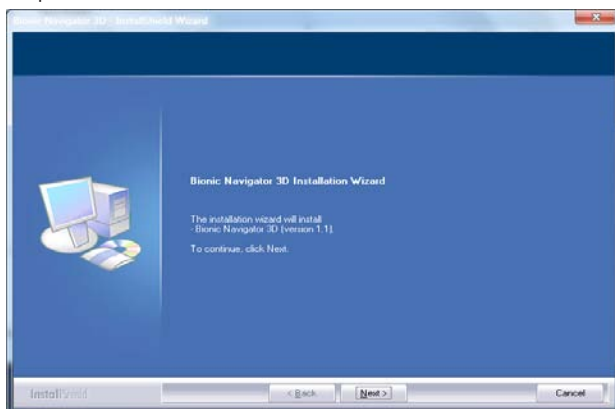 Bionic Navigator 3D - InstallShield Wizard
Bionic Navigator 3D Installation Wizard
The installation wizard will install
- Bionic Navigator 3D (version 1.1)
To continue, click Next.
InstallShield
< Back
Next >
Cancel